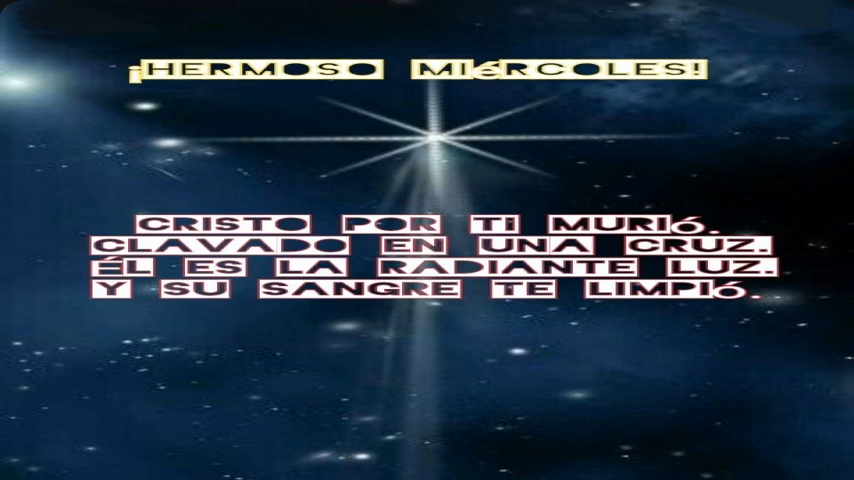 ¡HERMOSO MIÉRCOLES!
CRISTO POR TI MURIÓ.
CLAVADO EN UNA CRUZ.
ÉL ES LA RADIANTE LUZ.
Y SU SANGRE TE LIMPIÓ.